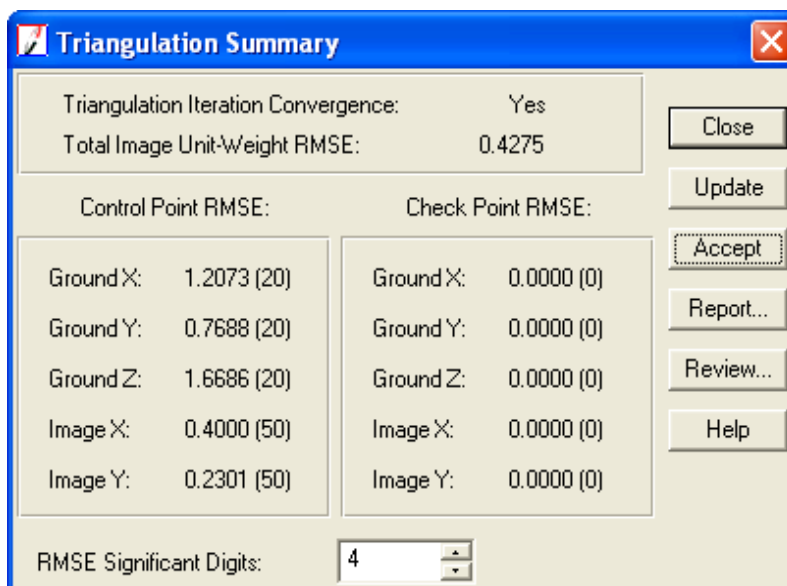 Triangulation Summary
Triangulation Iteration Convergence: Yes
Total Image Unit-Weight RMSE: 0.4275
Control Point RMSE:
Ground X: 1.2073 (20)
Ground Y: 0.7688 (20)
Ground Z: 1.6686 (20)
Image X: 0.4000 (50)
Image Y: 0.2301 (50)
Check Point RMSE:
Ground X: 0.0000 (0)
Ground Y: 0.0000 (0)
Ground Z: 0.0000 (0)
Image X: 0.0000 (0)
Image Y: 0.0000 (0)
RMSE Significant Digits: 4
Close
Update
Accept
Report...
Review...
Help